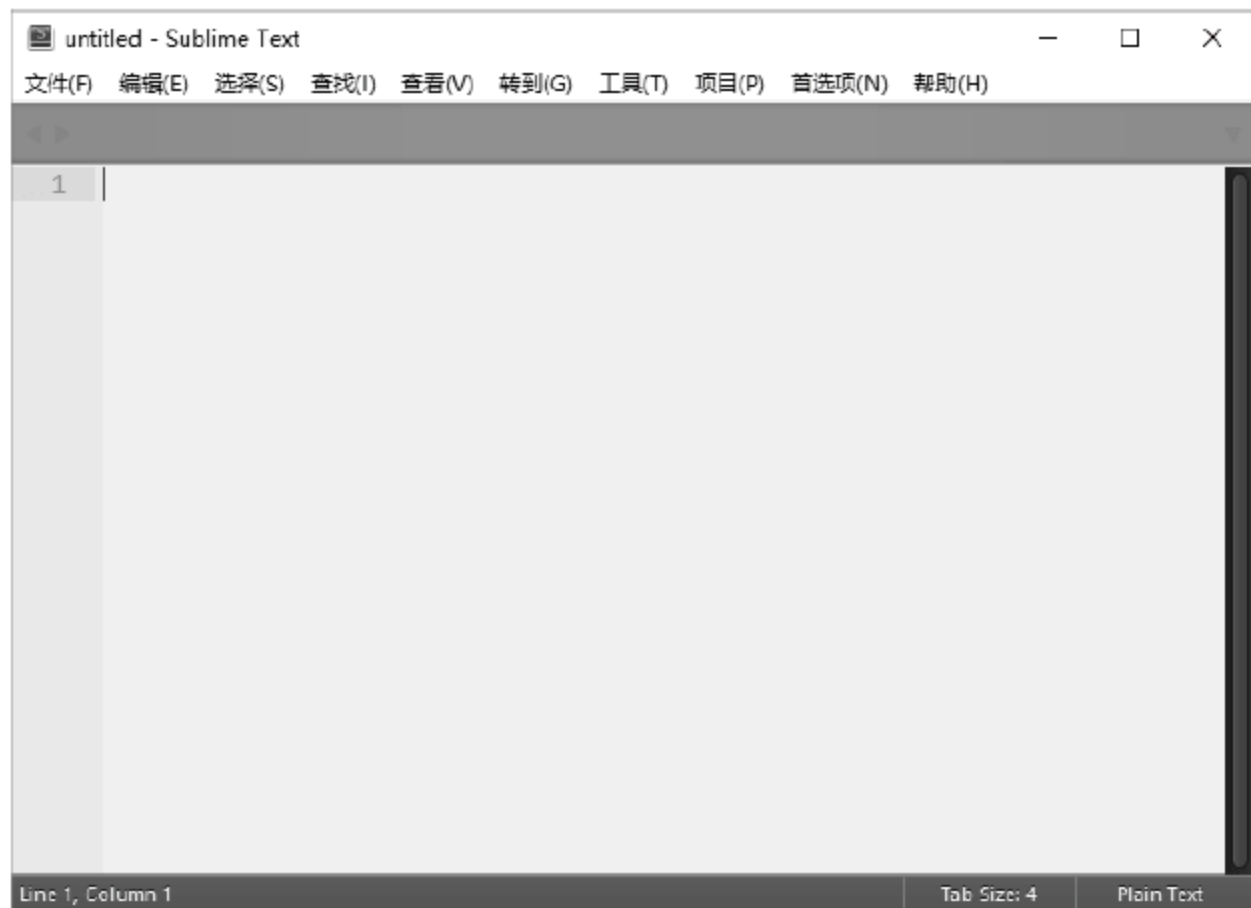 untitled - Sublime Text
文件(F) 编辑(E) 选择(S) 查找(I) 查看(V) 转到(G) 工具(T) 项目(P) 首选项(N) 帮助(H)
1
Line 1, Column 1 Tab Size: 4 Plain Text